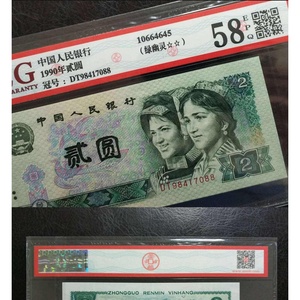 G 中国人民银行 10664645 58 EPQ
ARRANTY 1990年贰圆 （绿幽灵☆☆）
冠号：DT98417088
中国人民银行
贰圆
2
DT98417088
ZHONGGUO RENMIN YINHANG